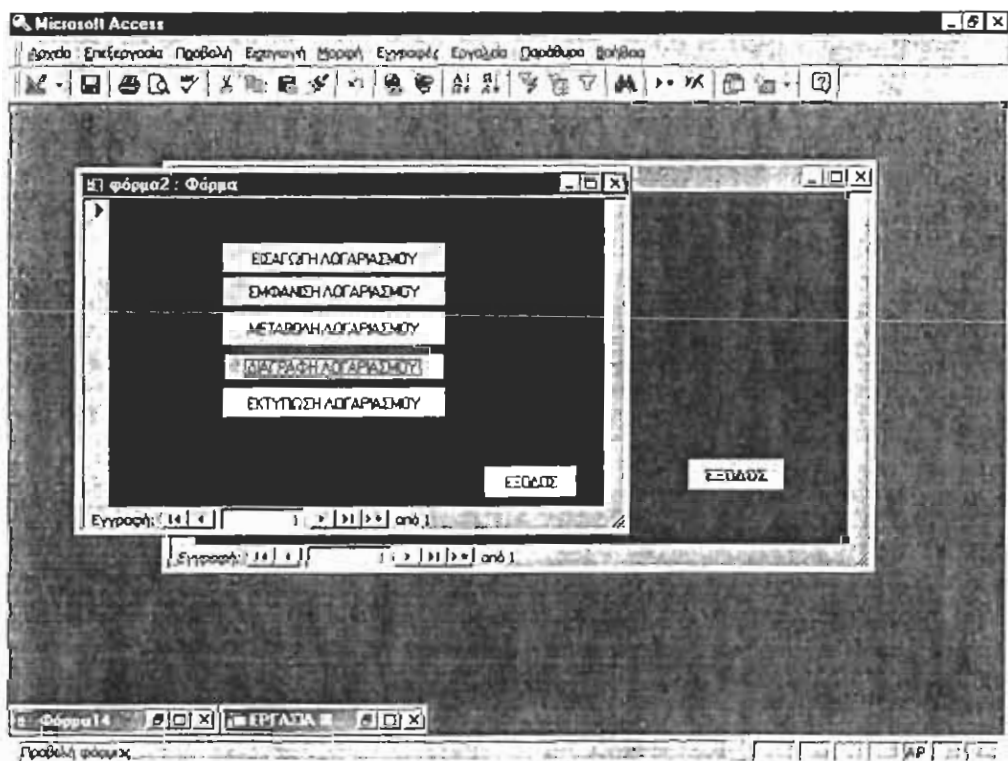 Microsoft Access
Αρχείο Επεξεργασία Προβολή Εισαγωγή Μορφή Εγγραφές Εργαλεία Παράθυρο Βοήθεια
φόρμα2 : Φόρμα
ΕΙΣΑΓΩΓΗ ΛΟΓΑΡΙΑΣΜΟΥ
ΕΜΦΑΝΙΣΗ ΛΟΓΑΡΙΑΣΜΟΥ
ΜΕΤΑΒΟΛΗ ΛΟΓΑΡΙΑΣΜΟΥ
ΔΙΑΓΡΑΦΗ ΛΟΓΑΡΙΑΣΜΟΥ
ΕΚΤΥΠΩΣΗ ΛΟΓΑΡΙΑΣΜΟΥ
ΕΞΟΔΟΣ
ΕΞΟΔΟΣ
Εγγραφή: 1 από 1
Εγγραφή: 1 από 1
Φόρμα14
ΕΡΓΑΣΙΑ
Προβολή φόρμας